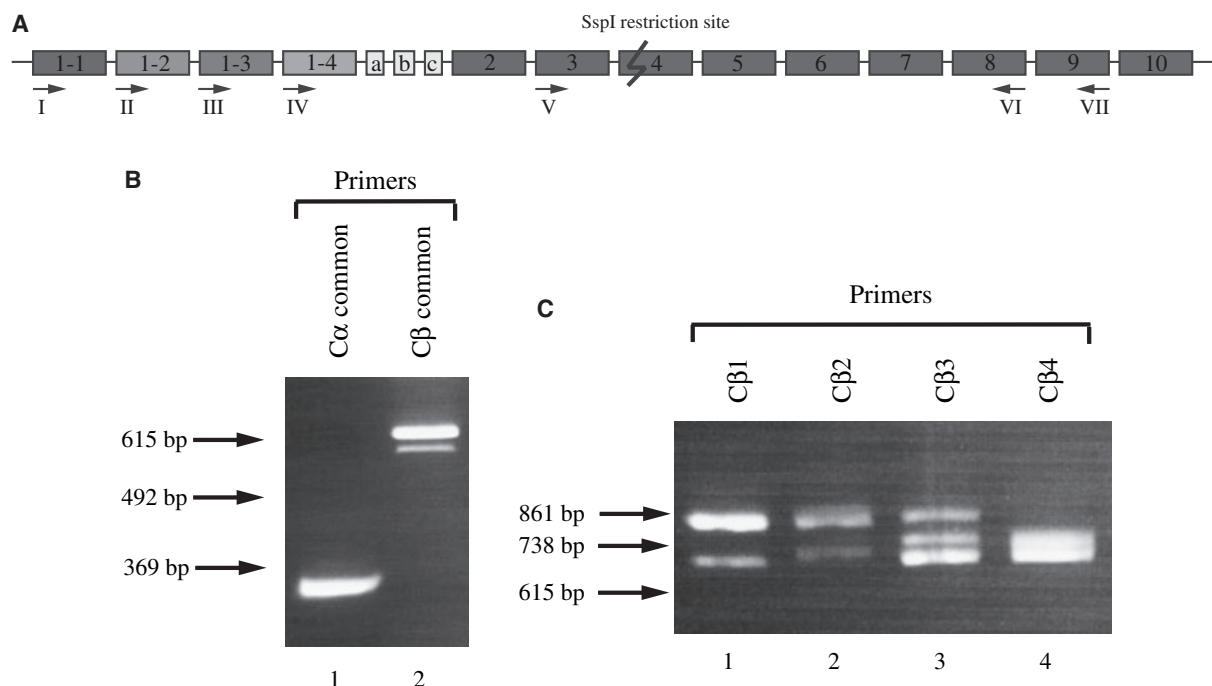 A
SspI restriction site
1-1 1-2 1-3 1-4 a b c 2 3 4 5 6 7 8 9 10
I II III IV V VI VII
B
Primers
Cα common
Cβ common
615 bp
492 bp
369 bp
1 2
C
Primers
Cβ1 Cβ2 Cβ3 Cβ4
861 bp
738 bp
615 bp
1 2 3 4